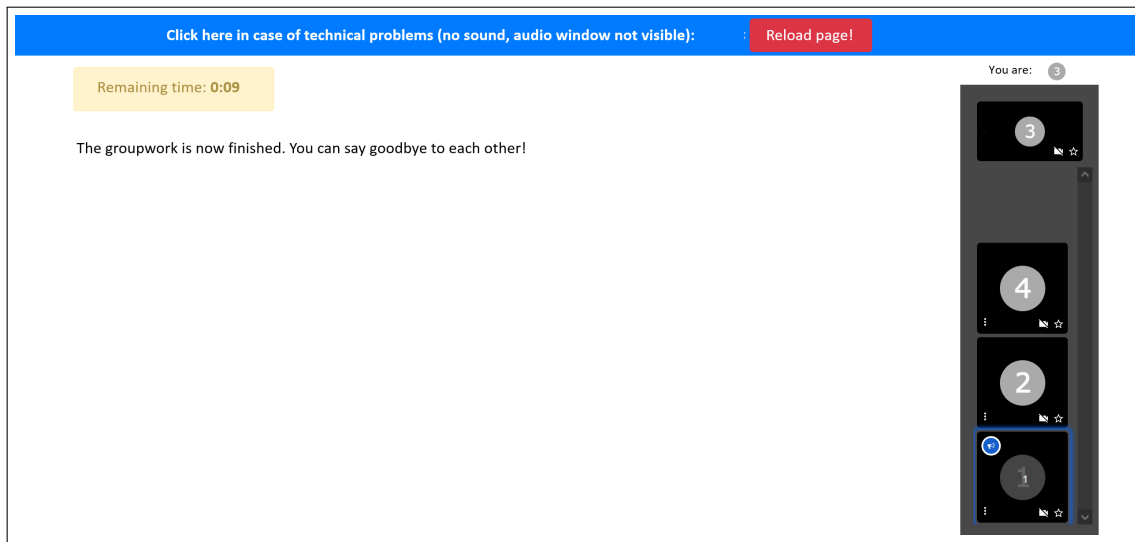 Click here in case of technical problems (no sound, audio window not visible): : Reload page!
You are: 3
Remaining time: 0:09
3
The groupwork is now finished. You can say goodbye to each other!
4
2
1
1